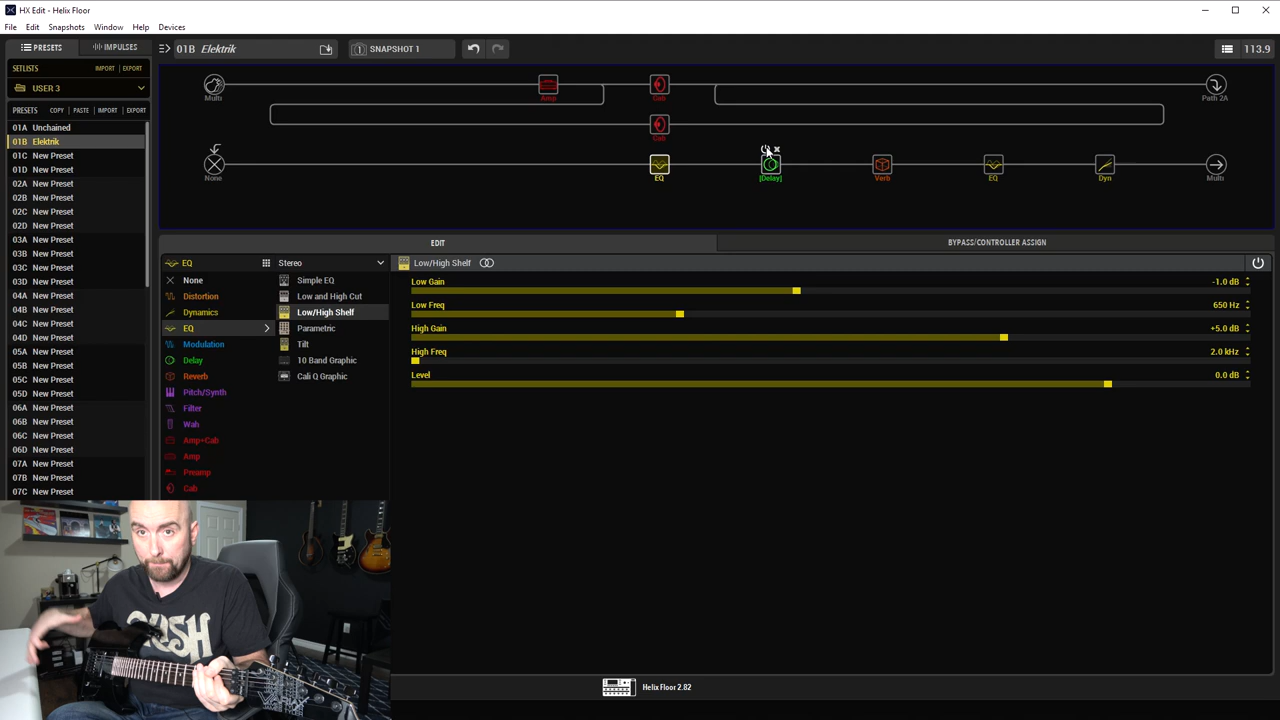 HX Edit - Helix Floor
File Edit Snapshots Window Help Devices
PRESETS IMPULSES
01B Elektrik
SNAPSHOT 1
113.9
SETLISTS IMPORT EXPORT
USER 3
PRESETS COPY PASTE IMPORT EXPORT
01A Unchained
01B Elektrik
01C New Preset
01D New Preset
02A New Preset
02B New Preset
02C New Preset
02D New Preset
03A New Preset
03B New Preset
03C New Preset
03D New Preset
04A New Preset
04B New Preset
04C New Preset
04D New Preset
05A New Preset
05B New Preset
05C New Preset
05D New Preset
06A New Preset
06B New Preset
06C New Preset
06D New Preset
07A New Preset
07B New Preset
07C New Preset
Multi
Amp
Cab
Path 2A
Cab
None
EQ
[Delay]
Verb
EQ
Dyn
Multi
EDIT
BYPASS/CONTROLLER ASSIGN
EQ
Stereo
None
Distortion
Dynamics
EQ
Modulation
Delay
Reverb
Pitch/Synth
Filter
Wah
Amp+Cab
Amp
Preamp
Cab
Simple EQ
Low and High Cut
Low/High Shelf
Parametric
Tilt
10 Band Graphic
Cali Q Graphic
Low/High Shelf
Low Gain -1.0 dB
Low Freq 650 Hz
High Gain +5.0 dB
High Freq 2.0 kHz
Level 0.0 dB
RUSH
Helix Floor 2.82